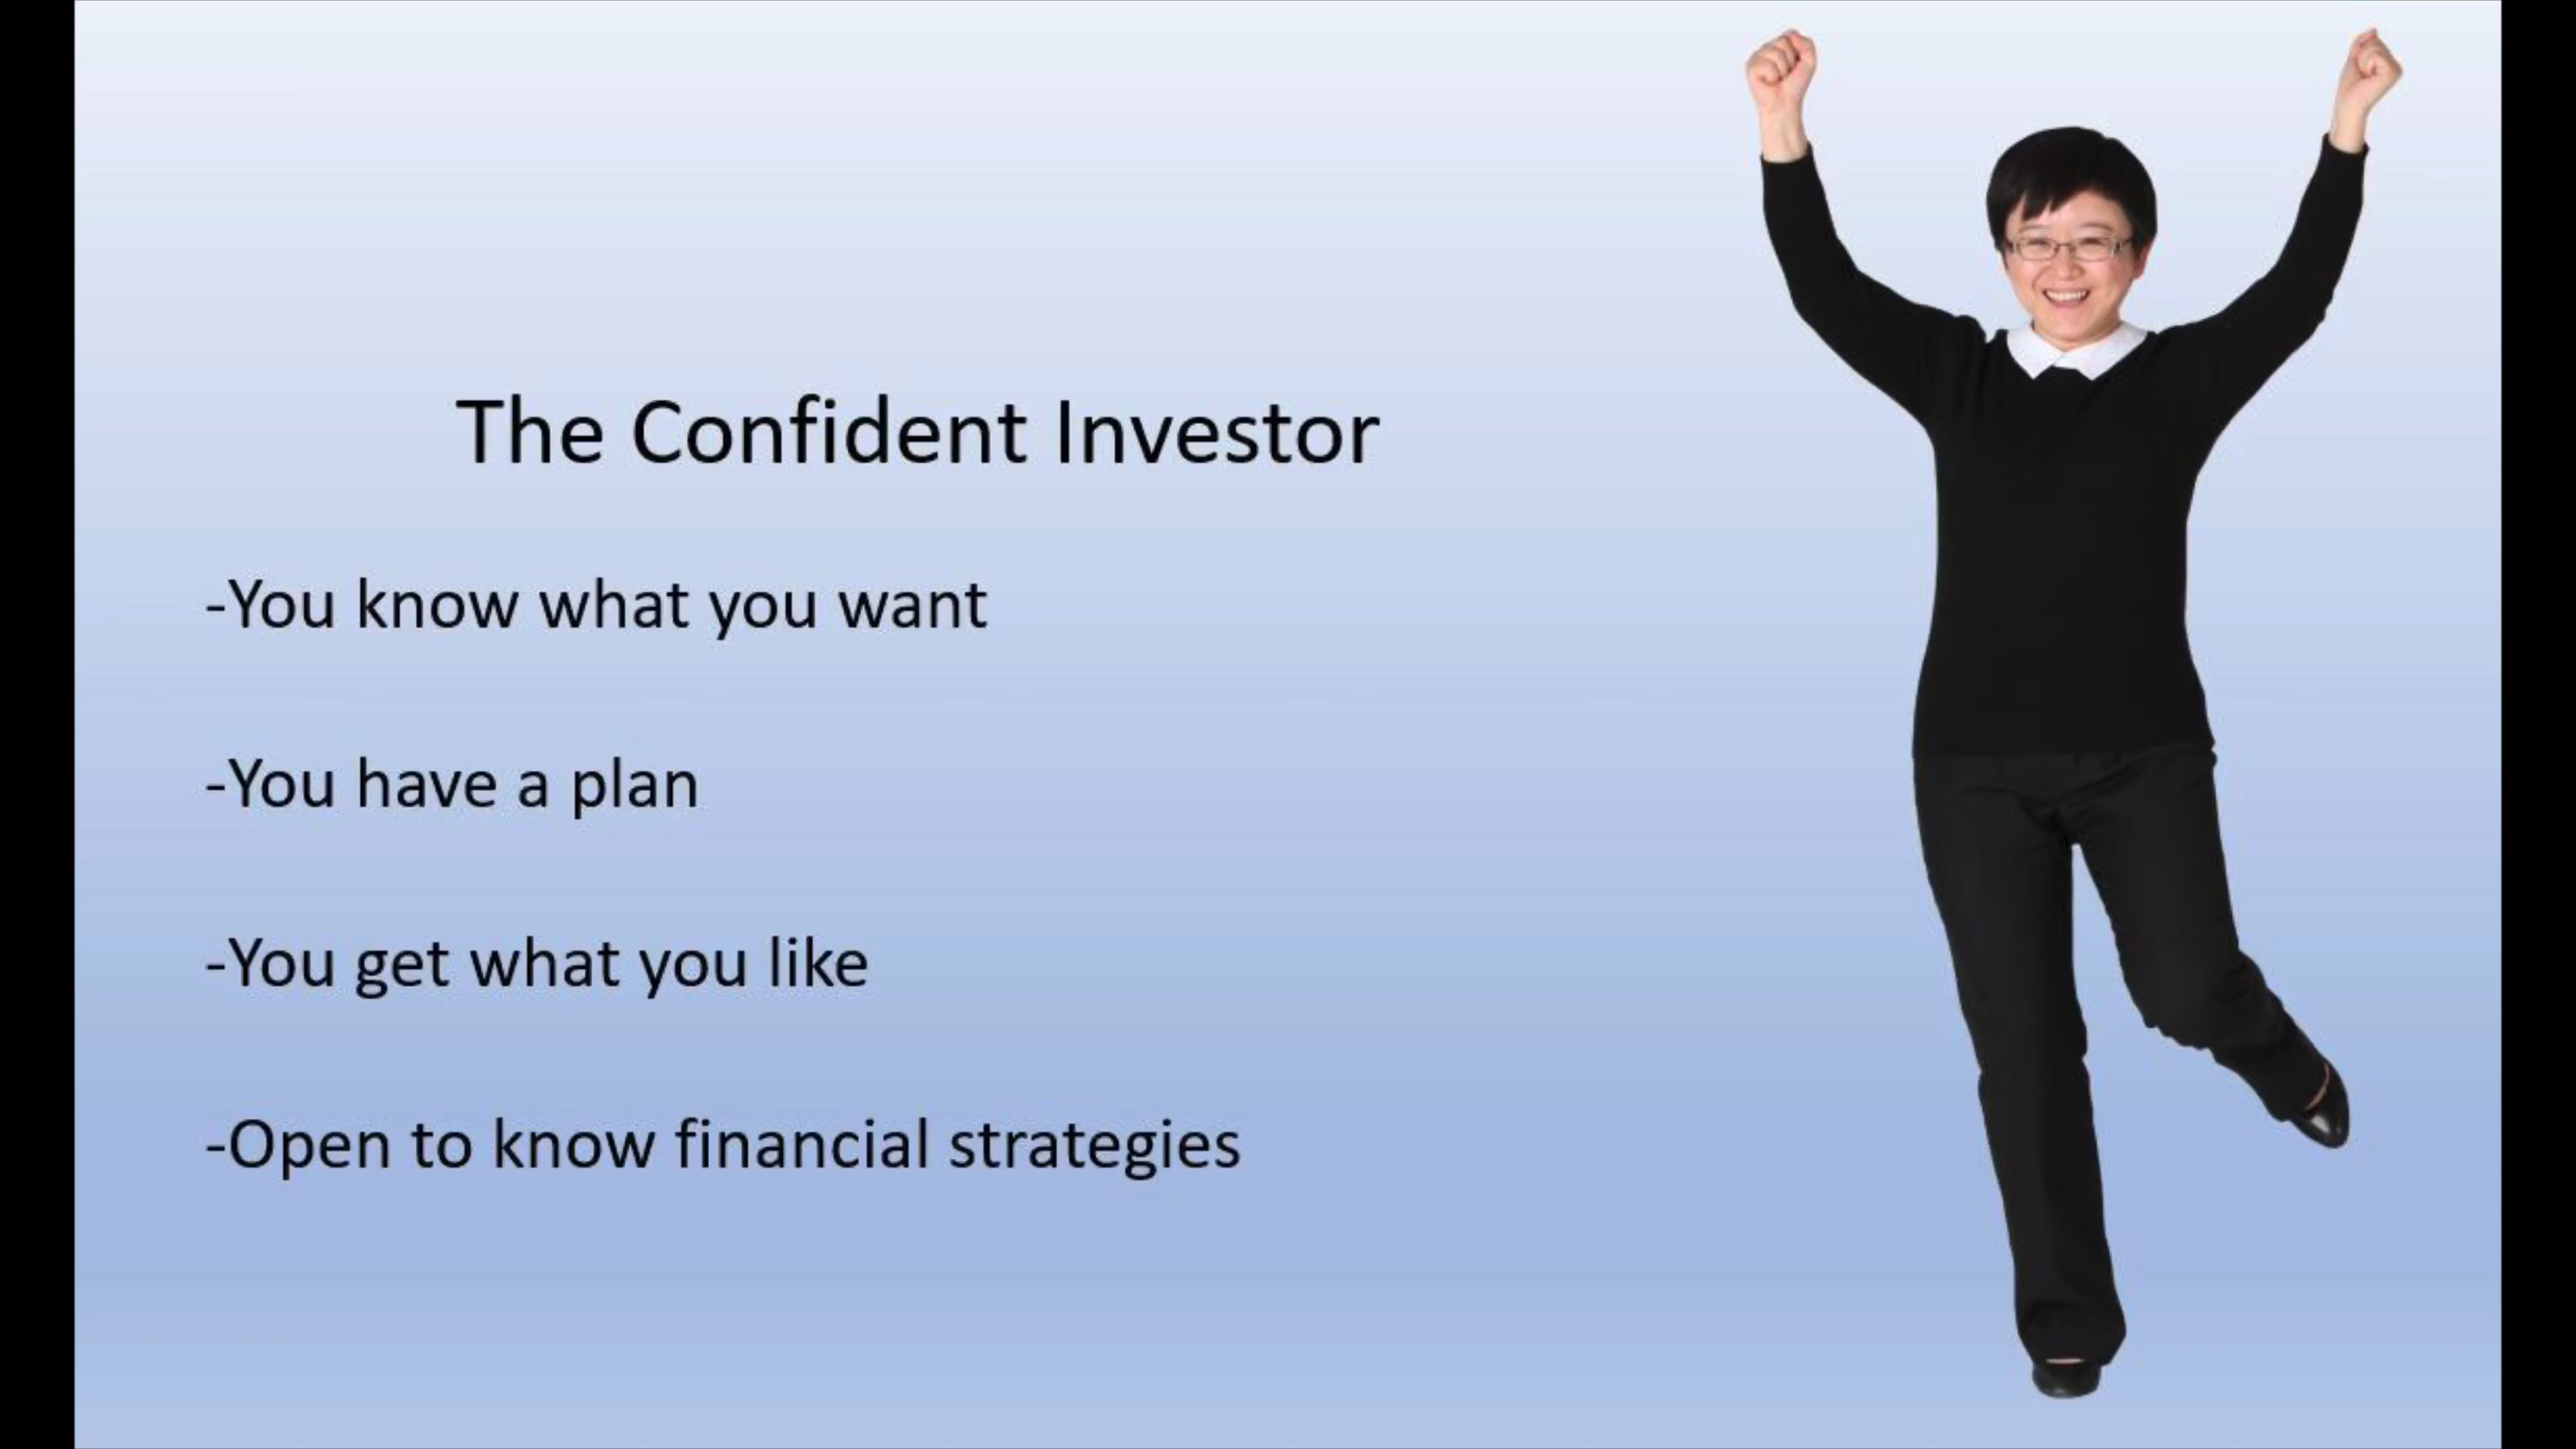 The Confident Investor
-You know what you want
-You have a plan
-You get what you like
-Open to know financial strategies